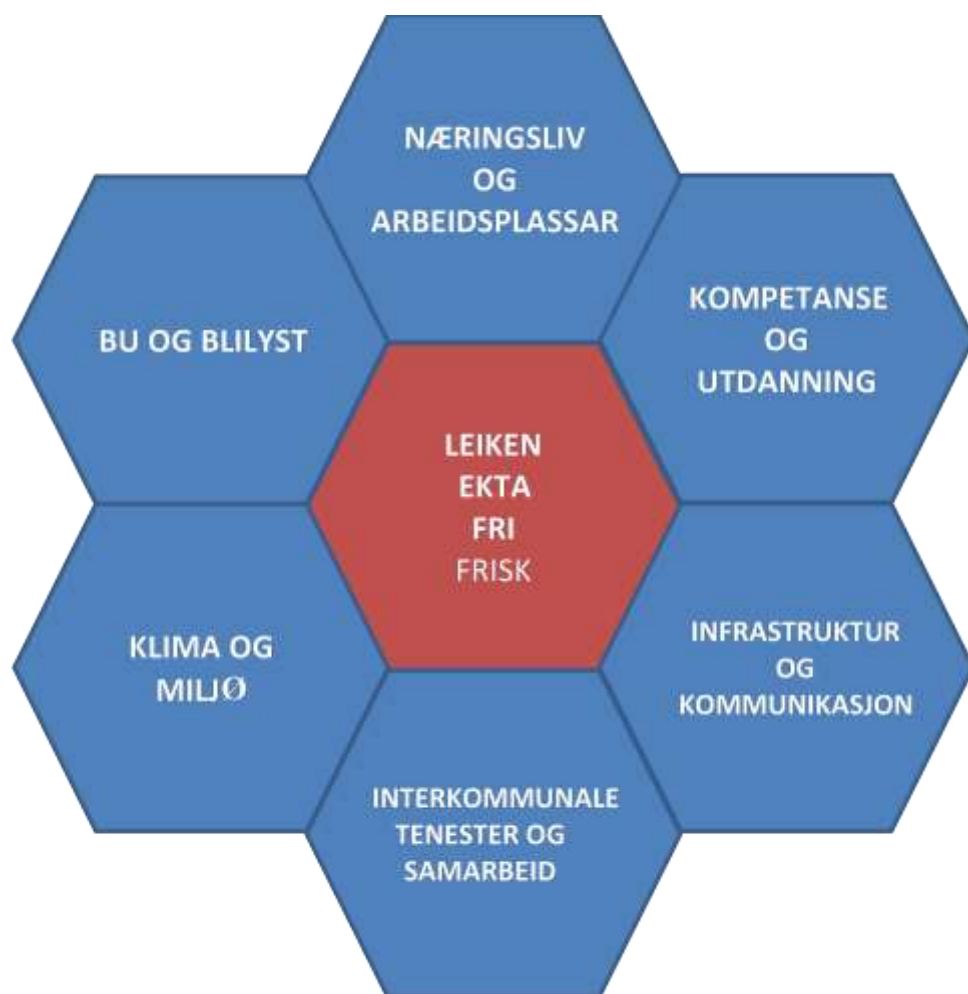 NÆRINGSLIV
OG
ARBEIDSPLASSAR
KOMPETANSE
OG
UTDANNING
BU OG BLILYST
LEIKEN
EKTA
FRI
FRISK
KLIMA OG
MILJØ
INFRASTRUKTUR
OG
KOMMUNIKASJON
INTERKOMMUNALE
TENESTER OG
SAMARBEID